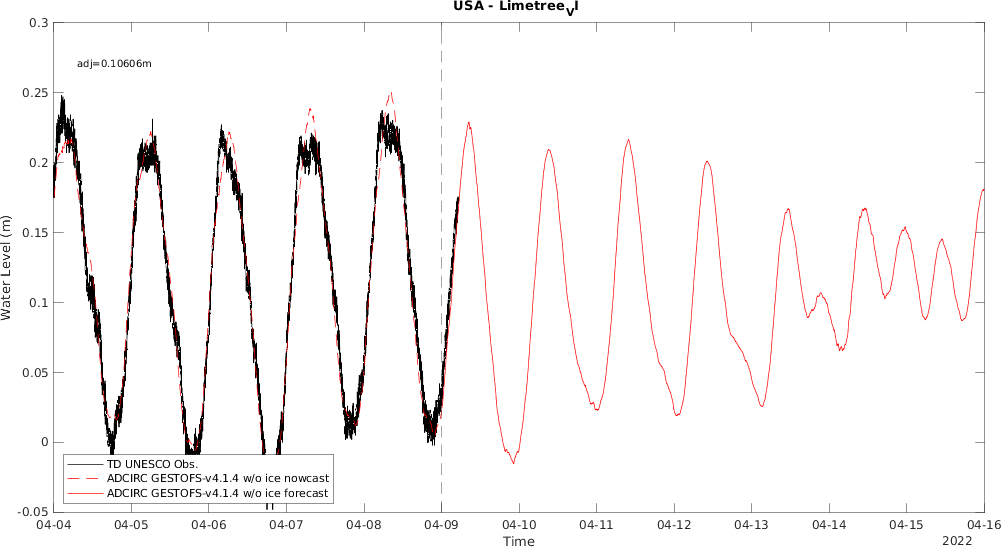 USA - LimetreeVI
adj=0.10606m
Water Level (m)
0.3
0.25
0.2
0.15
0.1
0.05
0
-0.05
TD UNESCO Obs.
ADCIRC GESTOFS-v4.1.4 w/o ice nowcast
ADCIRC GESTOFS-v4.1.4 w/o ice forecast
04-04 04-05 04-06 04-07 04-08 04-09 04-10 04-11 04-12 04-13 04-14 04-15 04-16
Time
2022